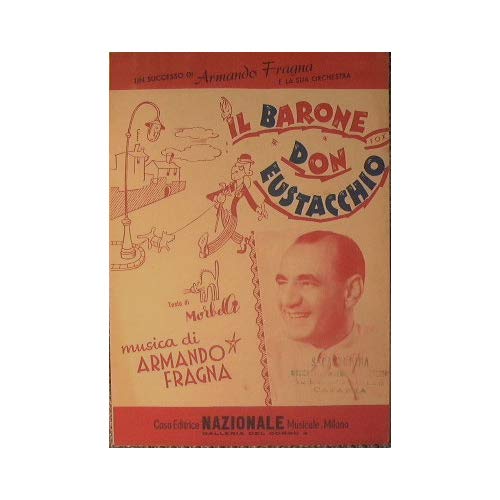 UN SUCCESSO DI Armando Fragna
E LA SUA ORCHESTRA
IL BARONE
FOX
DON
EUSTACCHIO
Testo di
Morbelli
musica di
ARMANDO
FRAGNA
CATANIA
Casa Editrice NAZIONALE Musicale, Milano
GALLERIA DEL CORSO 4